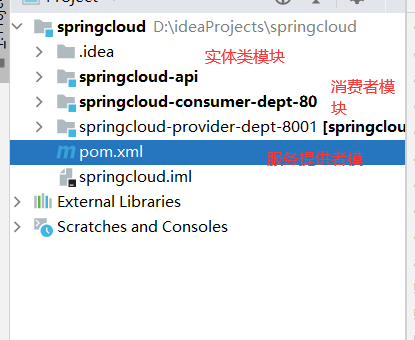 springcloud D:\ideaProjects\springcloud
.idea
实体类模块
springcloud-api
消费者模
块
springcloud-consumer-dept-80
springcloud-provider-dept-8001 [springclou
pom.xml
服务提供者模
springcloud.iml
External Libraries
Scratches and Consoles